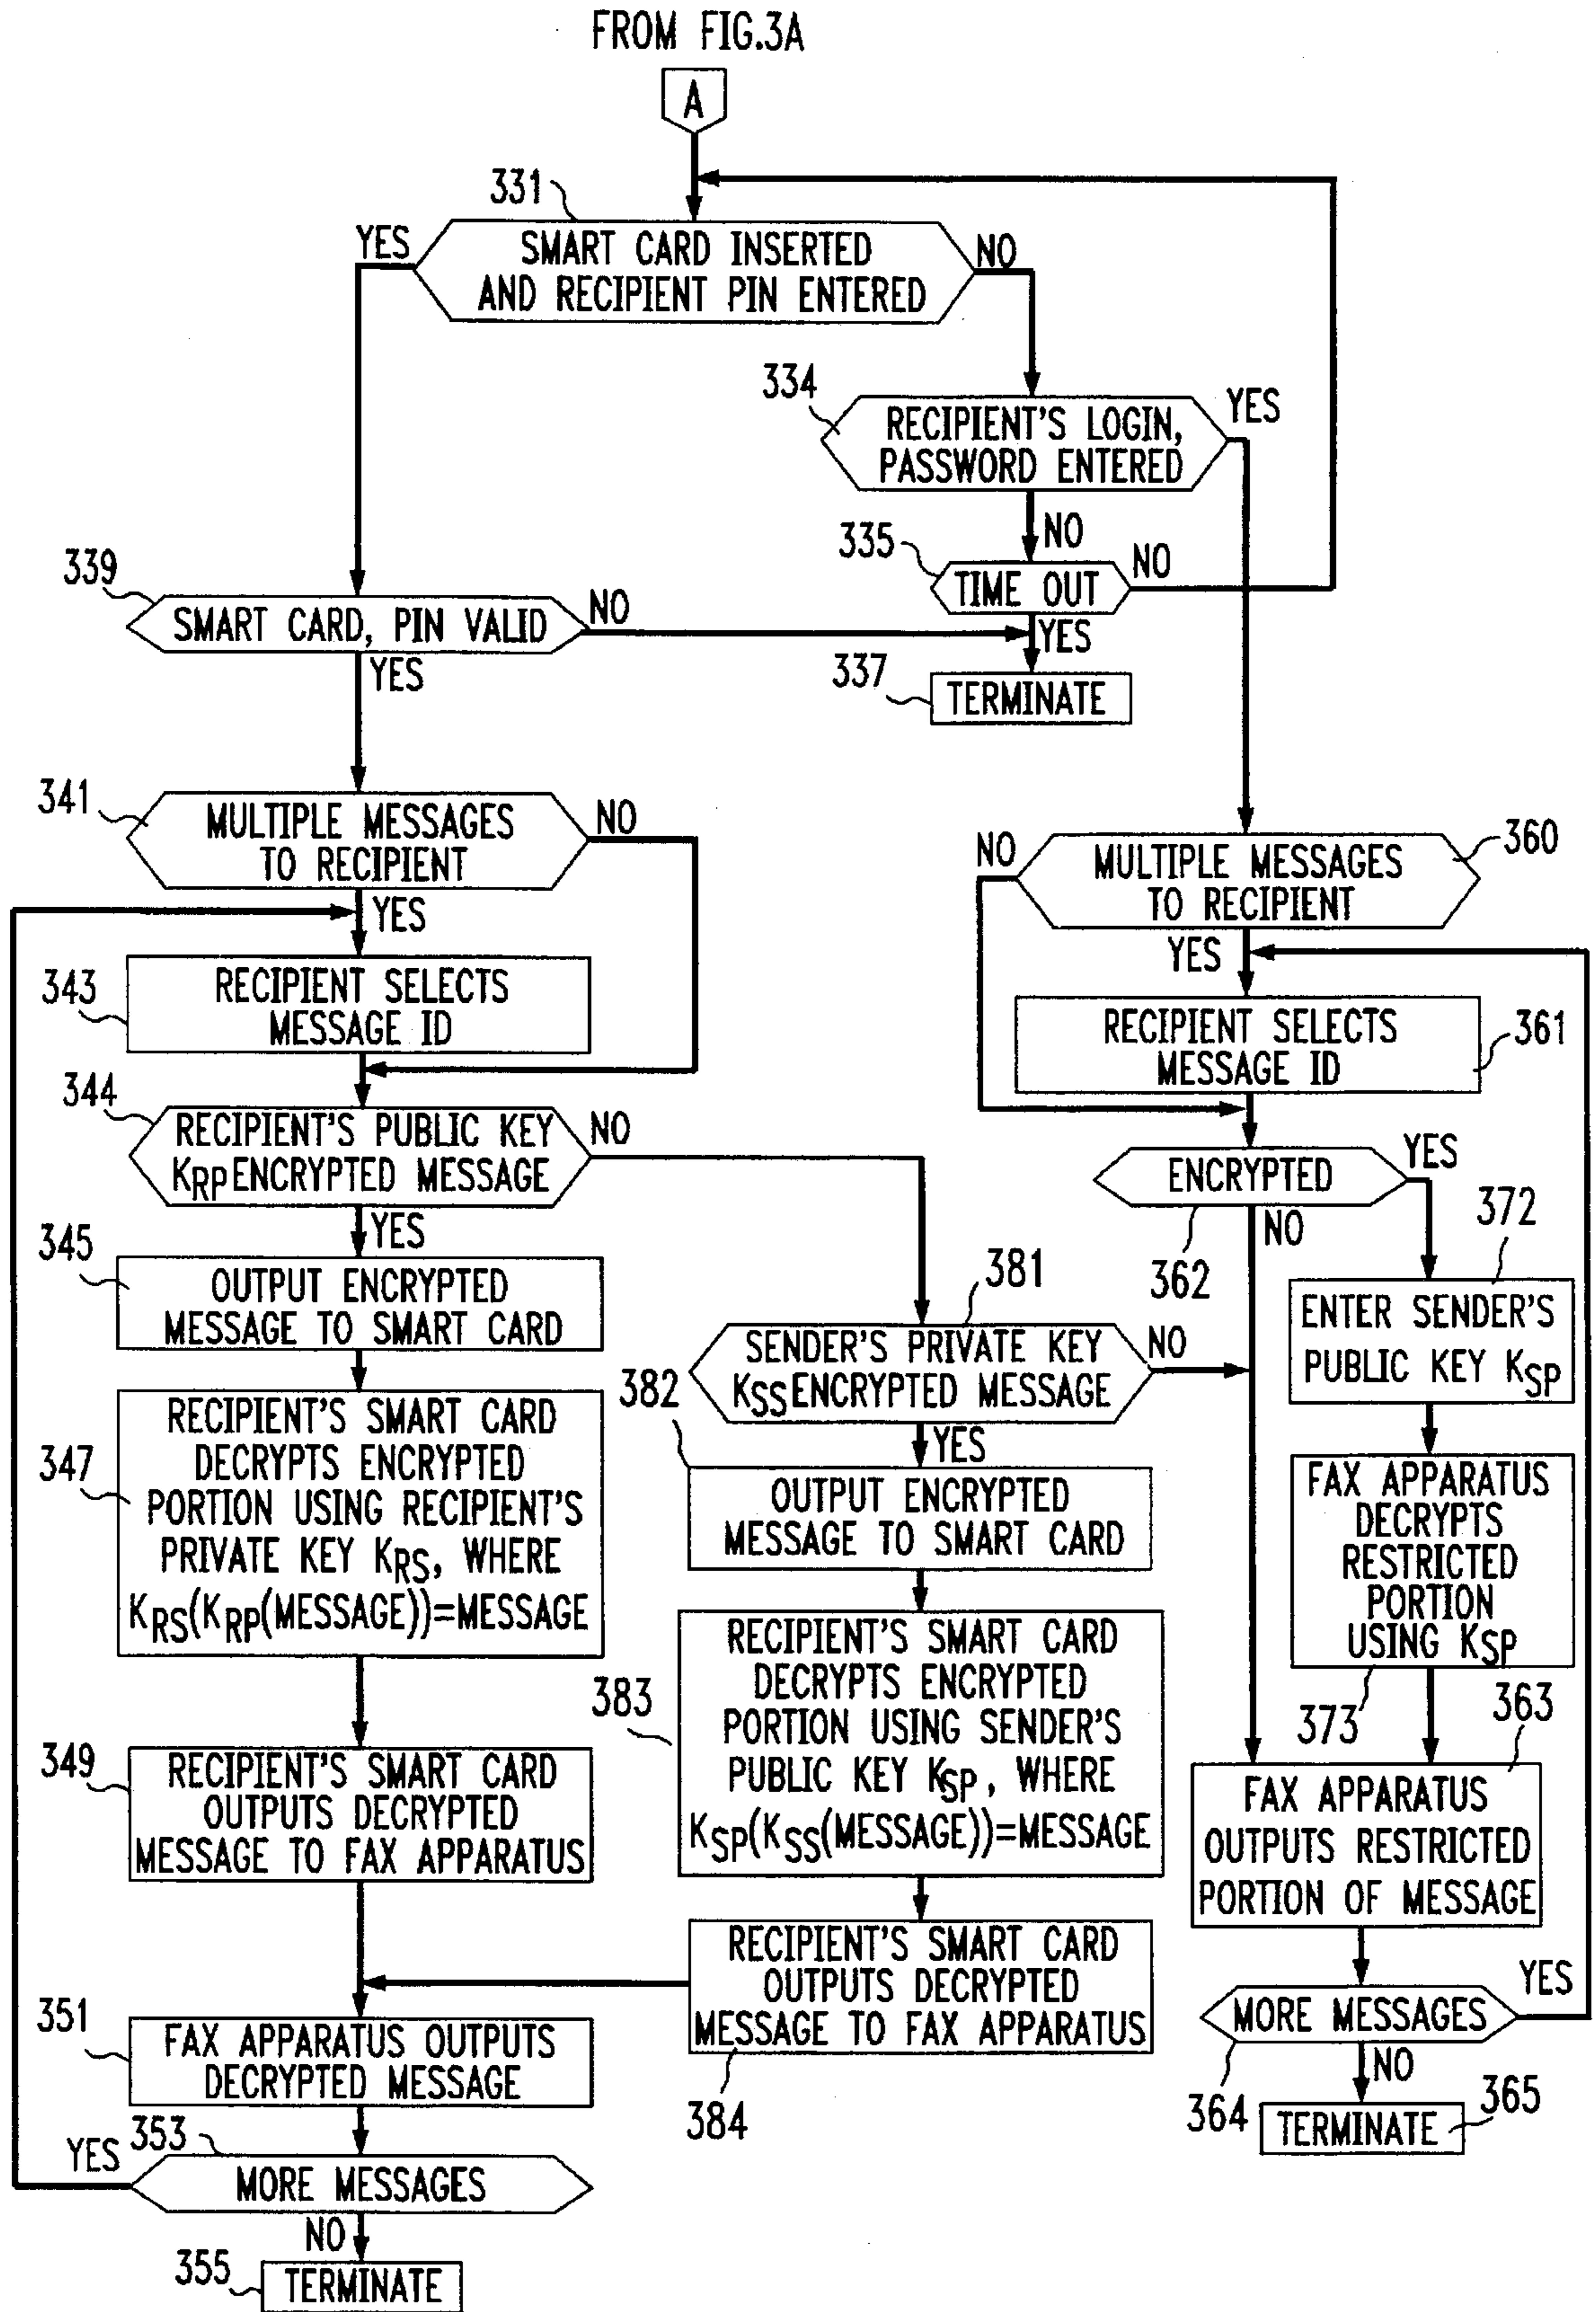 FROM FIG.3A
A
331
YES
SMART CARD INSERTED
AND RECIPIENT PIN ENTERED
NO
334
RECIPIENT'S LOGIN,
PASSWORD ENTERED
YES
NO
335
TIME OUT
NO
YES
337
TERMINATE
339
SMART CARD, PIN VALID
NO
YES
341
MULTIPLE MESSAGES
TO RECIPIENT
NO
YES
343
RECIPIENT SELECTS
MESSAGE ID
344
RECIPIENT'S PUBLIC KEY
KRP ENCRYPTED MESSAGE
NO
YES
345
OUTPUT ENCRYPTED
MESSAGE TO SMART CARD
347
RECIPIENT'S SMART CARD
DECRYPTS ENCRYPTED
PORTION USING RECIPIENT'S
PRIVATE KEY KRS, WHERE
KRS(KRP(MESSAGE))=MESSAGE
349
RECIPIENT'S SMART CARD
OUTPUTS DECRYPTED
MESSAGE TO FAX APPARATUS
351
FAX APPARATUS OUTPUTS
DECRYPTED MESSAGE
353
YES
MORE MESSAGES
NO
355
TERMINATE
381
SENDER'S PRIVATE KEY
KSS ENCRYPTED MESSAGE
NO
YES
382
OUTPUT ENCRYPTED
MESSAGE TO SMART CARD
383
RECIPIENT'S SMART CARD
DECRYPTS ENCRYPTED
PORTION USING SENDER'S
PUBLIC KEY KSP, WHERE
KSP(KSS(MESSAGE))=MESSAGE
RECIPIENT'S SMART CARD
OUTPUTS DECRYPTED
MESSAGE TO FAX APPARATUS
384
360
NO
MULTIPLE MESSAGES
TO RECIPIENT
YES
RECIPIENT SELECTS
MESSAGE ID
361
ENCRYPTED
YES
362
NO
372
ENTER SENDER'S
PUBLIC KEY KSP
FAX APPARATUS
DECRYPTS
RESTRICTED
PORTION
USING KSP
373
363
FAX APPARATUS
OUTPUTS RESTRICTED
PORTION OF MESSAGE
MORE MESSAGES
YES
364
NO
TERMINATE
365